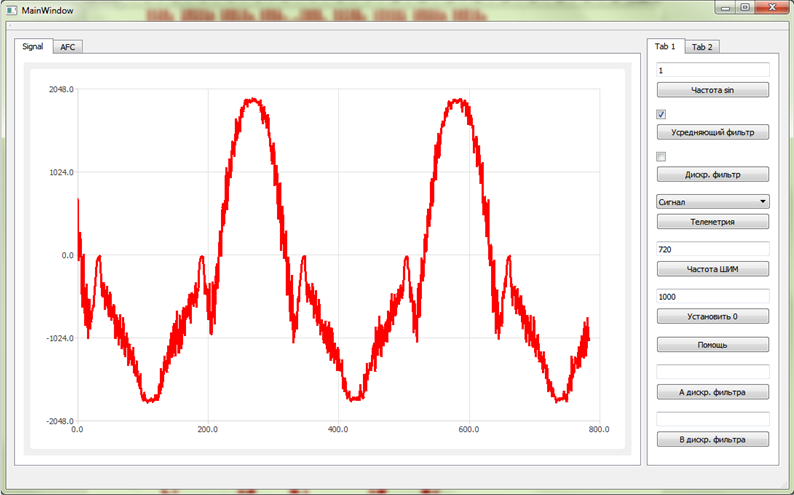 MainWindow
Signal
AFC
Tab 1
Tab 2
2048.0
1024.0
0.0
-1024.0
-2048.0
0.0
200.0
400.0
600.0
800.0
1
Частота sin
Усредняющий фильтр
Дискр. фильтр
Сигнал
Телеметрия
720
Частота ШИМ
1000
Установить 0
Помощь
А дискр. фильтра
В дискр. фильтра